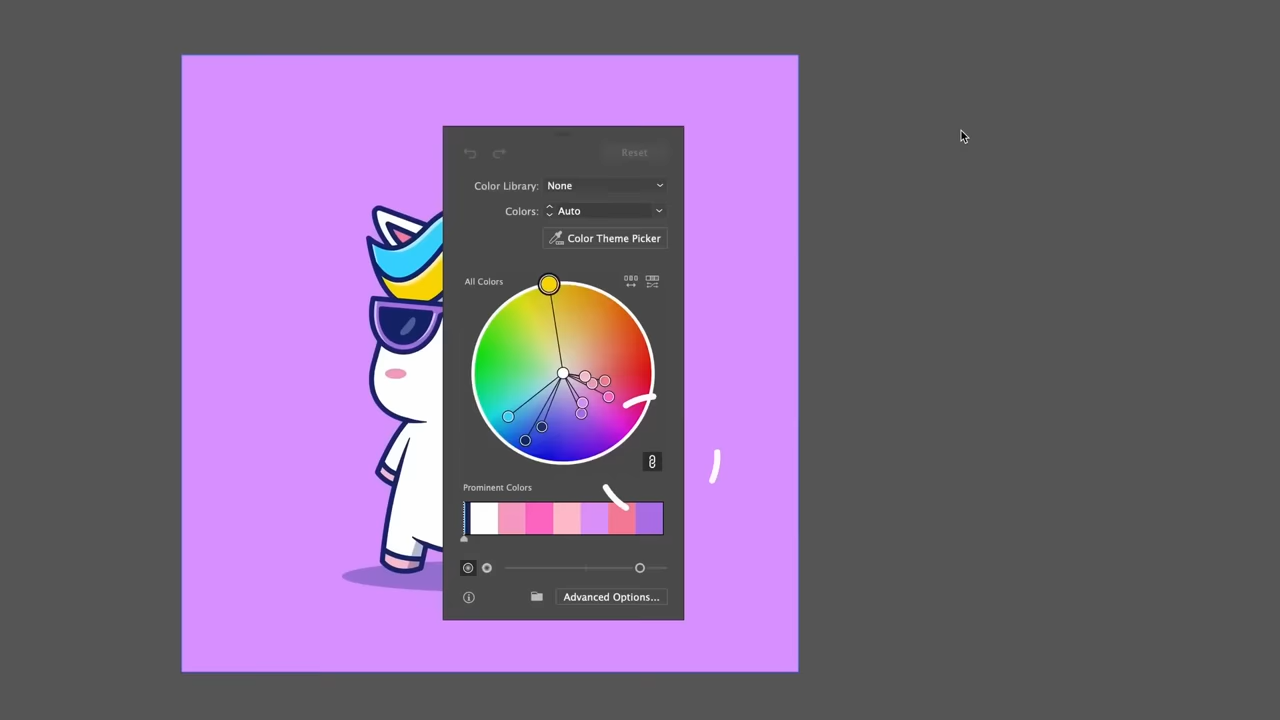 Reset
Color Library: None
Colors: Auto
Color Theme Picker
All Colors
Prominent Colors
Advanced Options...